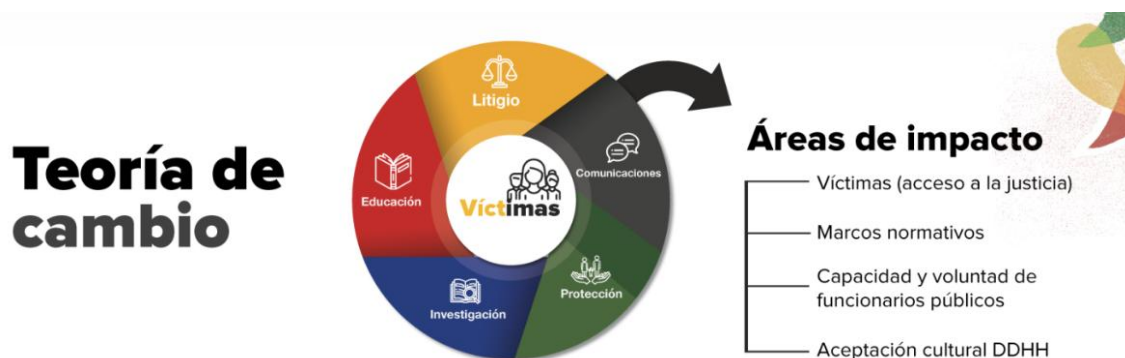 Teoría de
cambio
Litigio
Comunicaciones
Educación
Víctimas
Protección
Investigación
Áreas de impacto
Víctimas (acceso a la justicia)
Marcos normativos
Capacidad y voluntad de
funcionarios públicos
Aceptación cultural DDHH